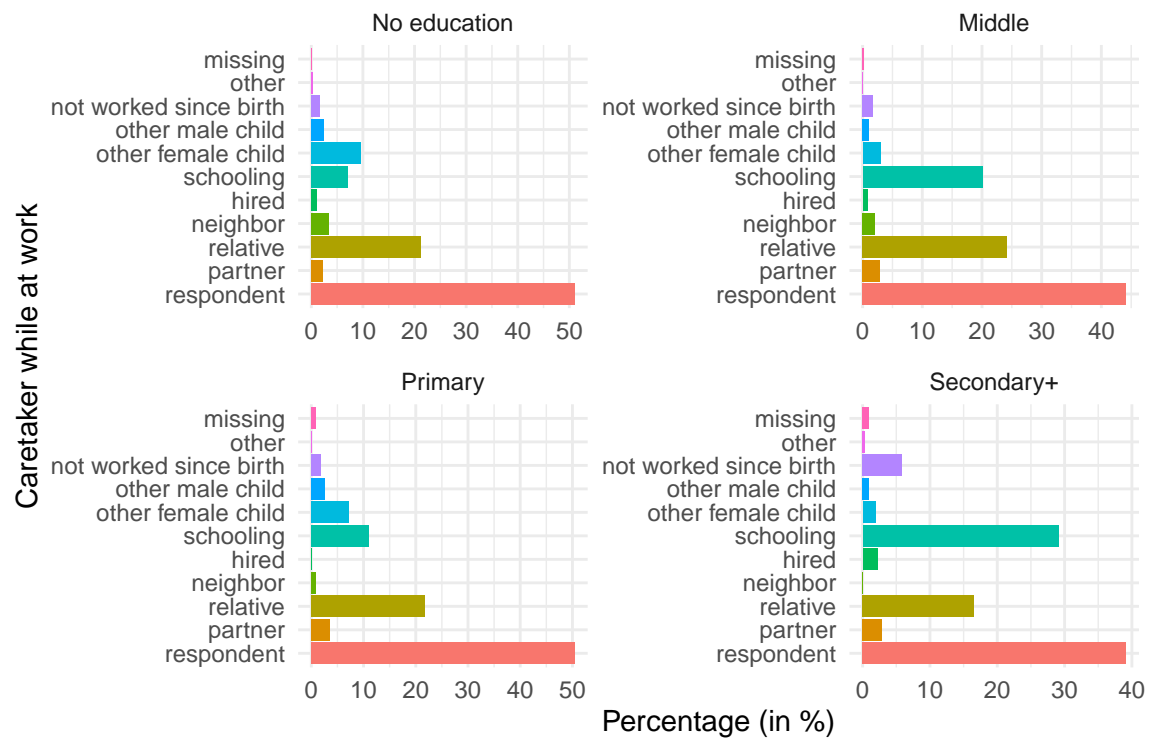 No education
missing
other
not worked since birth
other male child
other female child
schooling
hired
neighbor
relative
partner
respondent
0 10 20 30 40 50
Middle
missing
other
not worked since birth
other male child
other female child
schooling
hired
neighbor
relative
partner
respondent
0 10 20 30 40
Primary
missing
other
not worked since birth
other male child
other female child
schooling
hired
neighbor
relative
partner
respondent
0 10 20 30 40 50
Secondary+
missing
other
not worked since birth
other male child
other female child
schooling
hired
neighbor
relative
partner
respondent
0 10 20 30 40
Caretaker while at work
Percentage (in %)